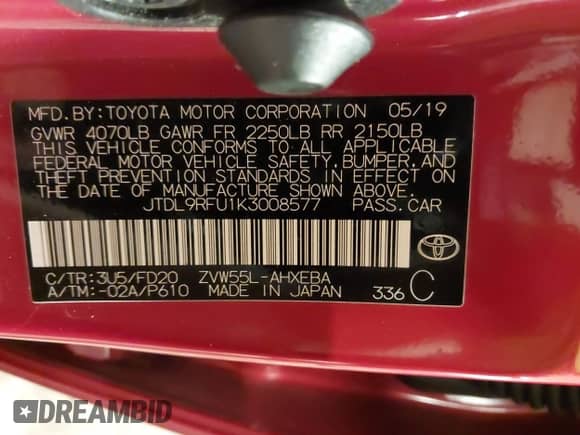 MFD.BY:TOYOTA MOTOR CORPORATION 05/19
GVWR 4070LB GAWR FR 2250LB RR 2150LB
THIS VEHICLE CONFORMS TO ALL APPLICABLE
FEDERAL MOTOR VEHICLE SAFETY,BUMPER,AND
THEFT PREVENTION STANDARDS IN EFFECT ON
THE DATE OF MANUFACTURE SHOWN ABOVE.
JTDL9RFU1K3008577 PASS.CAR
TOYOTA
C/TR:3U5/FD20 ZVW55L-AHXEBA
A/TM:-02A/P610 MADE IN JAPAN 336 C
DREAMBID